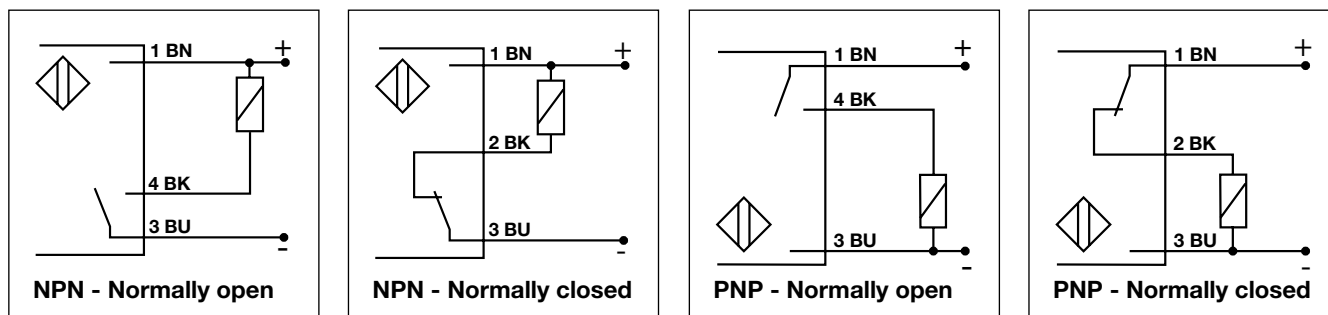 1 BN
+
4 BK
3 BU
-
NPN - Normally open
1 BN
+
2 BK
3 BU
-
NPN - Normally closed
1 BN
+
4 BK
3 BU
-
PNP - Normally open
1 BN
+
2 BK
3 BU
-
PNP - Normally closed